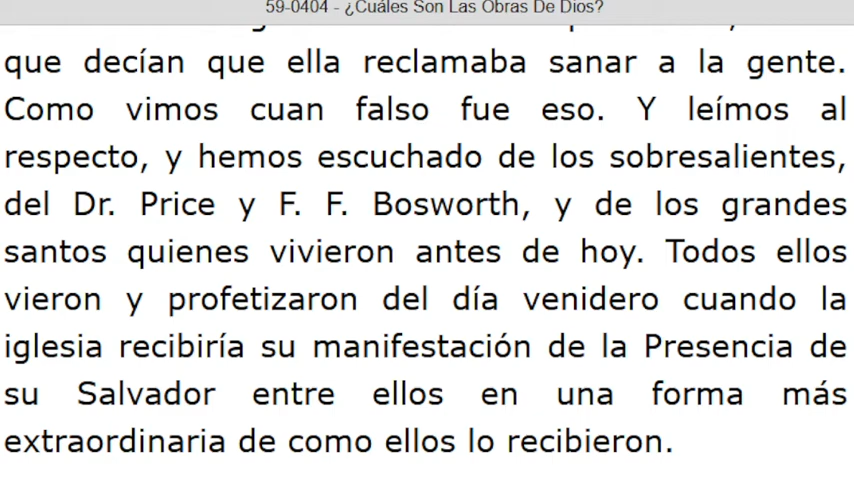 59-0404 - ¿Cuáles Son Las Obras De Dios?
que decían que ella reclamaba sanar a la gente.
Como vimos cuan falso fue eso. Y leímos al
respecto, y hemos escuchado de los sobresalientes,
del Dr. Price y F. F. Bosworth, y de los grandes
santos quienes vivieron antes de hoy. Todos ellos
vieron y profetizaron del día venidero cuando la
iglesia recibiría su manifestación de la Presencia de
su Salvador entre ellos en una forma más
extraordinaria de como ellos lo recibieron.